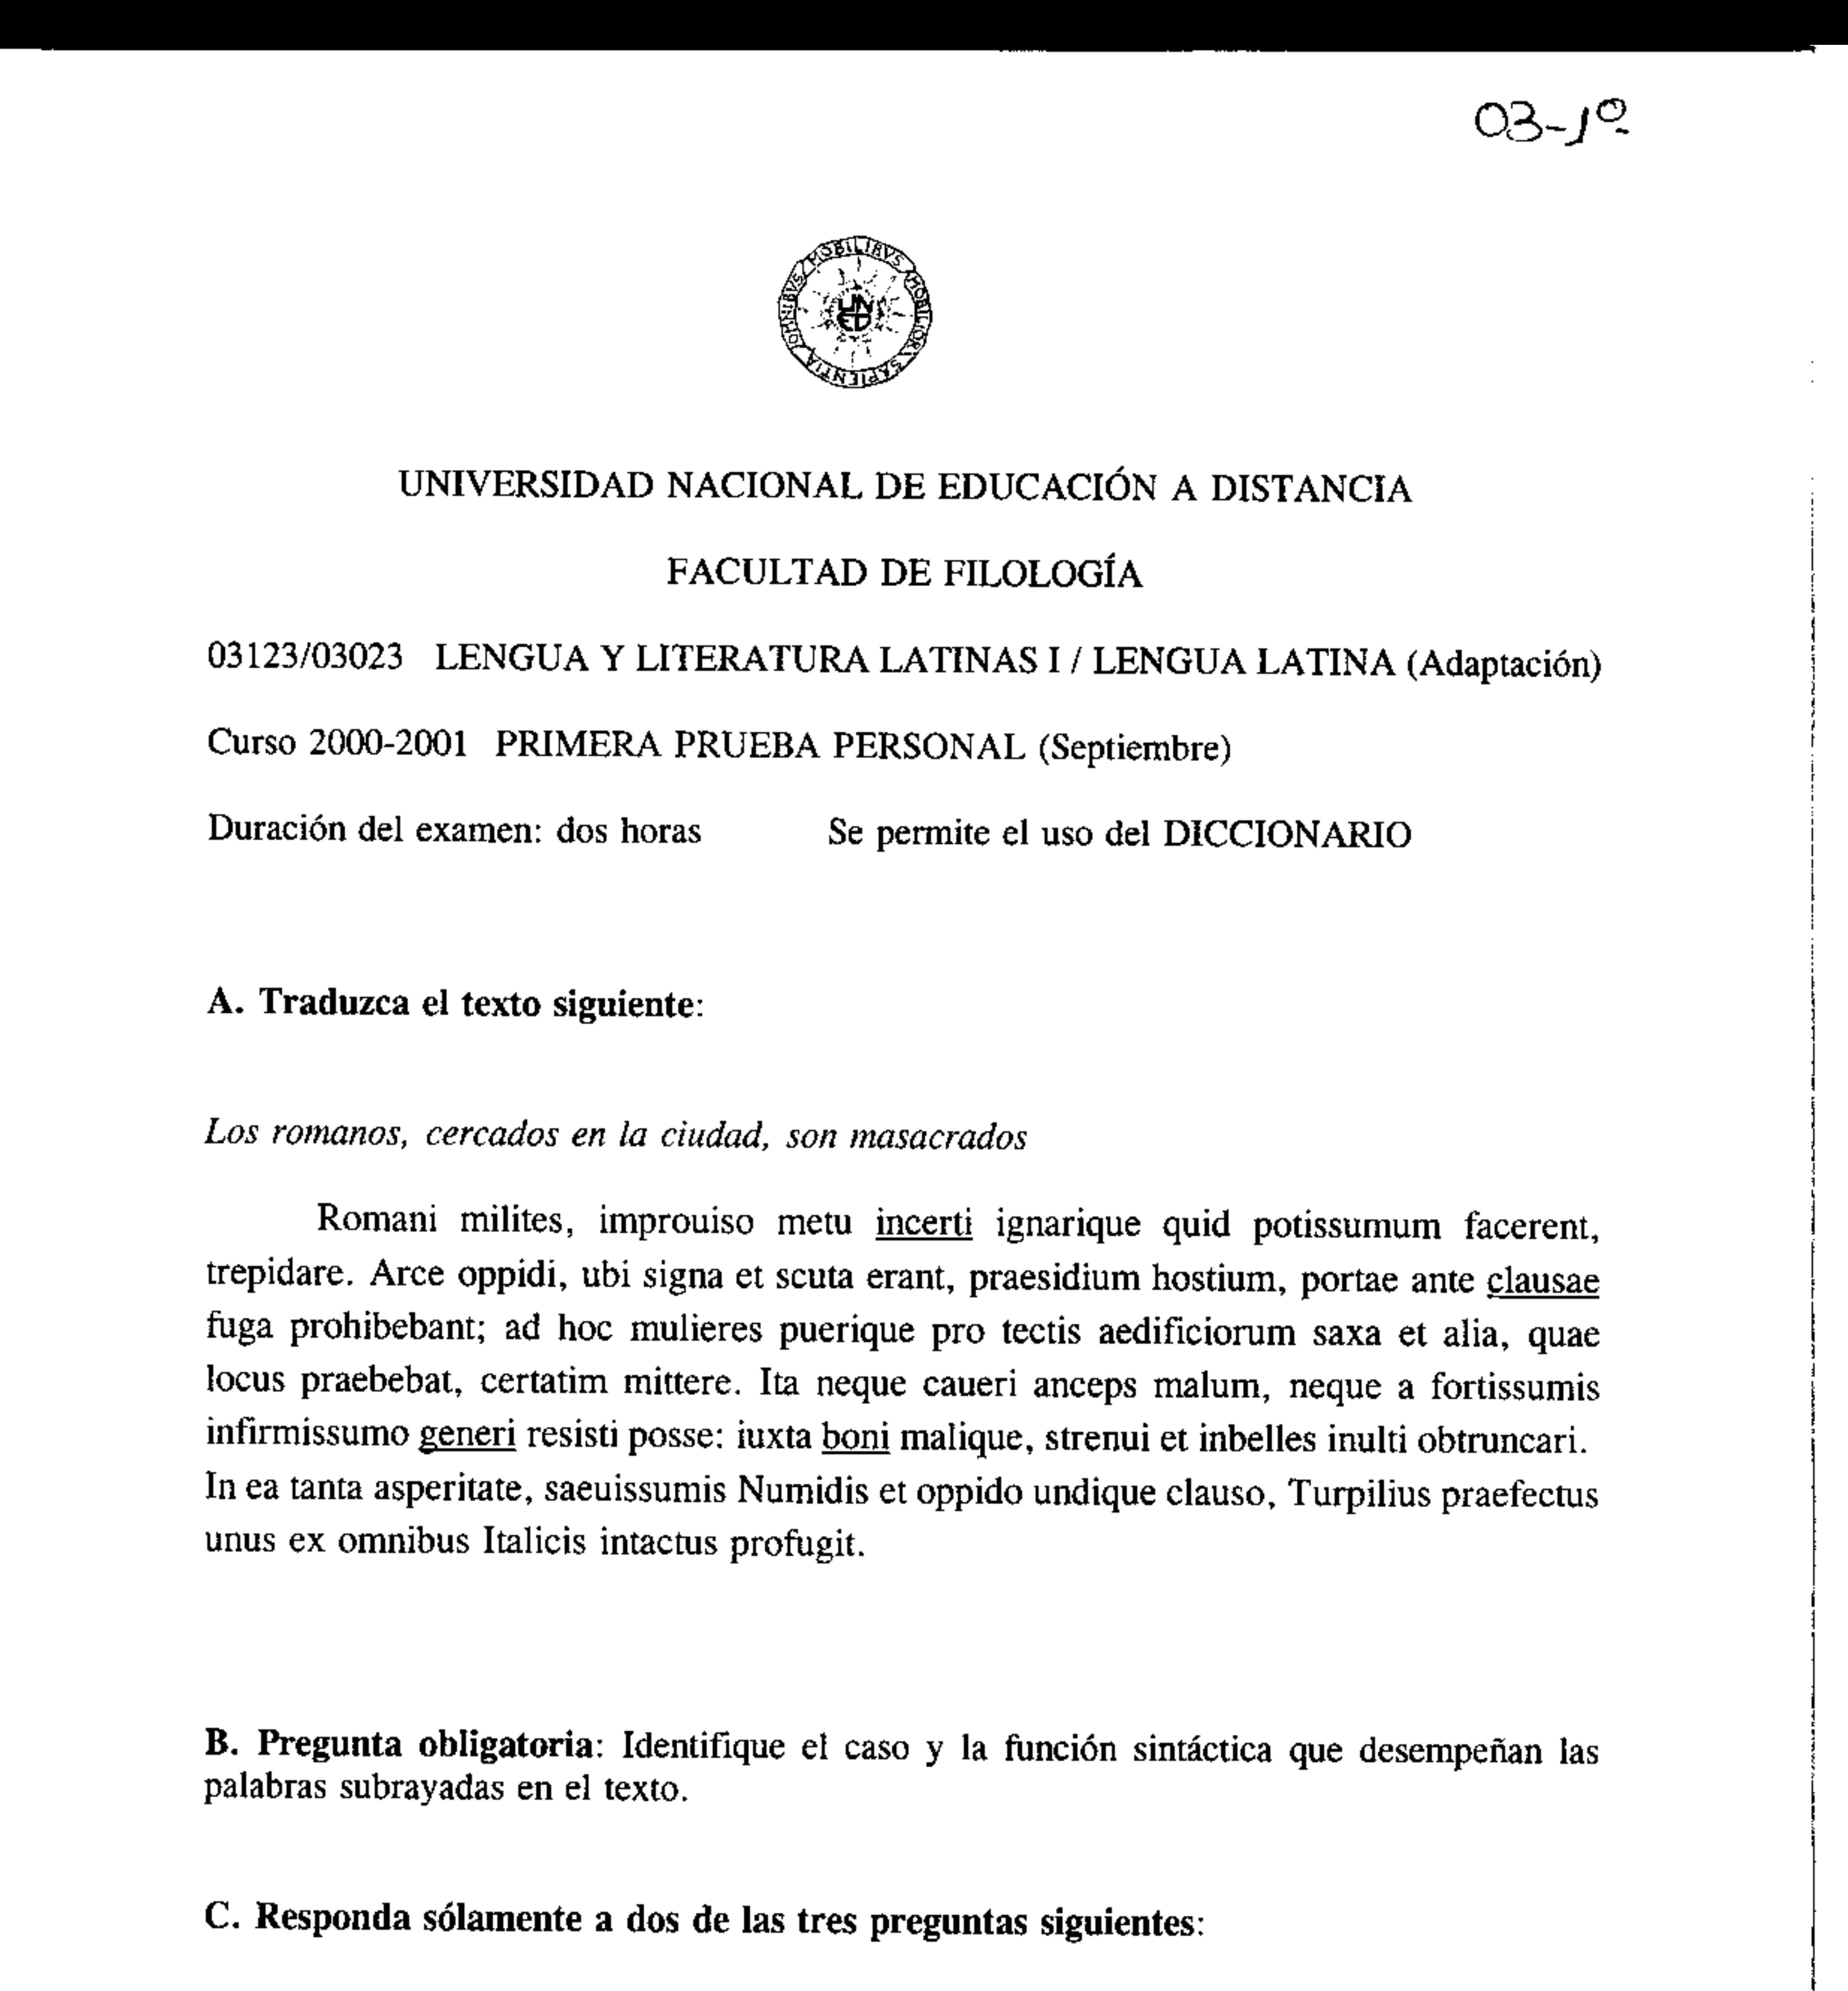 03-1º
OMNIBVS MOBILIBVS MOBILIOR SAPIENTIA
UNED
UNIVERSIDAD NACIONAL DE EDUCACIÓN A DISTANCIA
FACULTAD DE FILOLOGÍA
03123/03023 LENGUA Y LITERATURA LATINAS I / LENGUA LATINA (Adaptación)
Curso 2000-2001 PRIMERA PRUEBA PERSONAL (Septiembre)
Duración del examen: dos horas Se permite el uso del DICCIONARIO
A. Traduzca el texto siguiente:
Los romanos, cercados en la ciudad, son masacrados
Romani milites, improuiso metu incerti ignarique quid potissumum facerent,
trepidare. Arce oppidi, ubi signa et scuta erant, praesidium hostium, portae ante clausae
fuga prohibebant; ad hoc mulieres puerique pro tectis aedificiorum saxa et alia, quae
locus praebebat, certatim mittere. Ita neque caueri anceps malum, neque a fortissumis
infirmissumo generi resisti posse: iuxta boni malique, strenui et inbelles inulti obtruncari.
In ea tanta asperitate, saeuissumis Numidis et oppido undique clauso, Turpilius praefectus
unus ex omnibus Italicis intactus profugit.
B. Pregunta obligatoria: Identifique el caso y la función sintáctica que desempeñan las
palabras subrayadas en el texto.
C. Responda sólamente a dos de las tres preguntas siguientes: